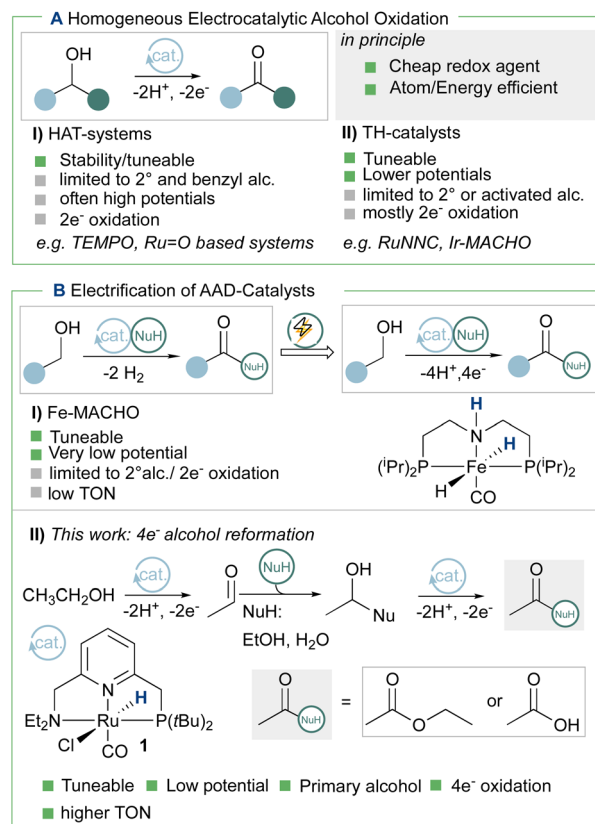 A Homogeneous Electrocatalytic Alcohol Oxidation
OH
cat.
-2H⁺, -2e⁻
O
in principle
Cheap redox agent
Atom/Energy efficient
I) HAT-systems
Stability/tuneable
limited to 2° and benzyl alc.
often high potentials
2e⁻ oxidation
e.g. TEMPO, Ru=O based systems
II) TH-catalysts
Tuneable
Lower potentials
limited to 2° or activated alc.
mostly 2e⁻ oxidation
e.g. RuNNC, Ir-MACHO
B Electrification of AAD-Catalysts
OH
cat. NuH
-2 H₂
O
NuH
OH
cat. NuH
-4H⁺,4e⁻
O
NuH
I) Fe-MACHO
Tuneable
Very low potential
limited to 2°alc./ 2e⁻ oxidation
low TON
H
N H
(ⁱPr)₂P Fe P(ⁱPr)₂
H
CO
II) This work: 4e⁻ alcohol reformation
CH₃CH₂OH
cat.
-2H⁺, -2e⁻
O
NuH
NuH:
EtOH, H₂O
OH
Nu
cat.
-2H⁺, -2e⁻
O
NuH
cat.
N H
Et₂N Ru P(tBu)₂
Cl
CO 1
O
NuH
=
O
O
or
O
OH
Tuneable Low potential Primary alcohol 4e⁻ oxidation
higher TON